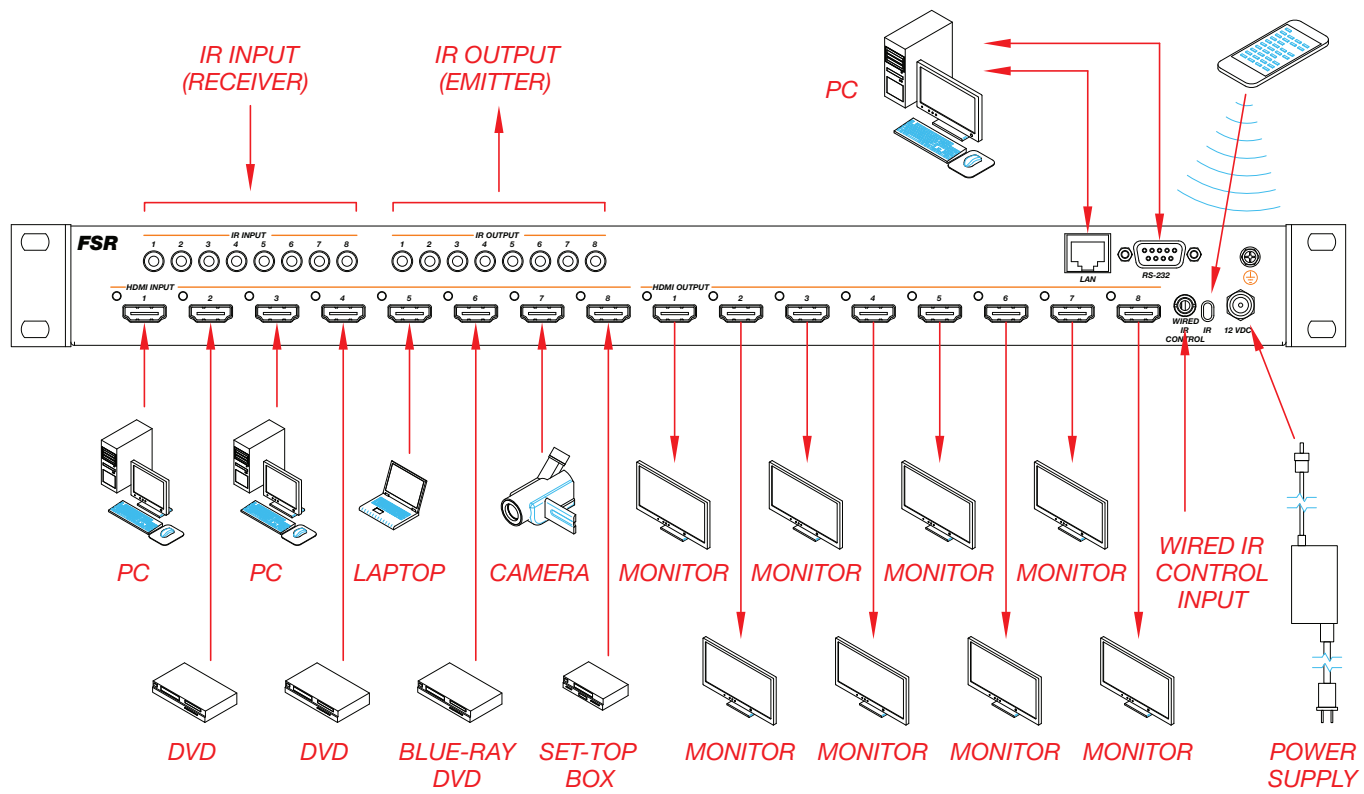 IR INPUT
(RECEIVER)
IR OUTPUT
(EMITTER)
PC
FSR
IR INPUT
1 2 3 4 5 6 7 8
IR OUTPUT
1 2 3 4 5 6 7 8
LAN
RS-232
HDMI INPUT
1 2 3 4 5 6 7 8
HDMI OUTPUT
1 2 3 4 5 6 7 8
WIRED
IR
CONTROL
IR
12 VDC
PC
PC
LAPTOP
CAMERA
MONITOR
MONITOR
MONITOR
MONITOR
WIRED IR
CONTROL
INPUT
DVD
DVD
BLUE-RAY
DVD
SET-TOP
BOX
MONITOR
MONITOR
MONITOR
MONITOR
POWER
SUPPLY